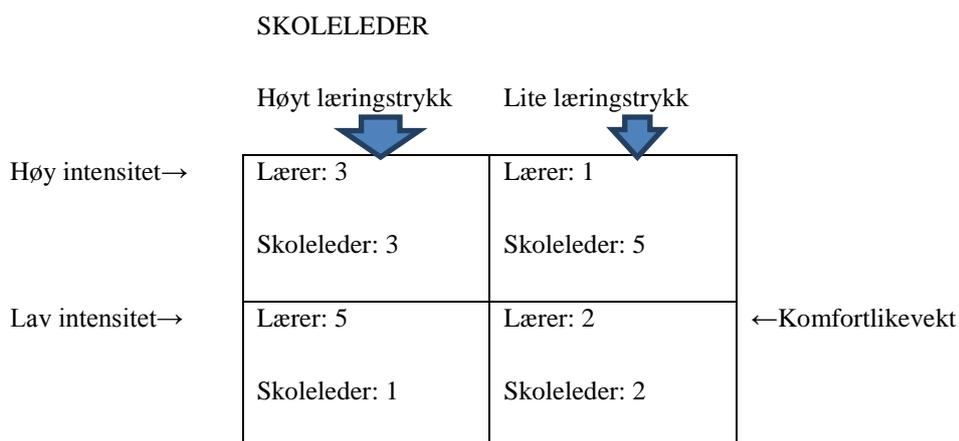 SKOLELEDER
Høyt læringstrykk Lite læringstrykk
Høy intensitet→ Lærer: 3 Lærer: 1
Skoleleder: 3 Skoleleder: 5
Lav intensitet→ Lærer: 5 Lærer: 2 ←Komfortlikevekt
Skoleleder: 1 Skoleleder: 2